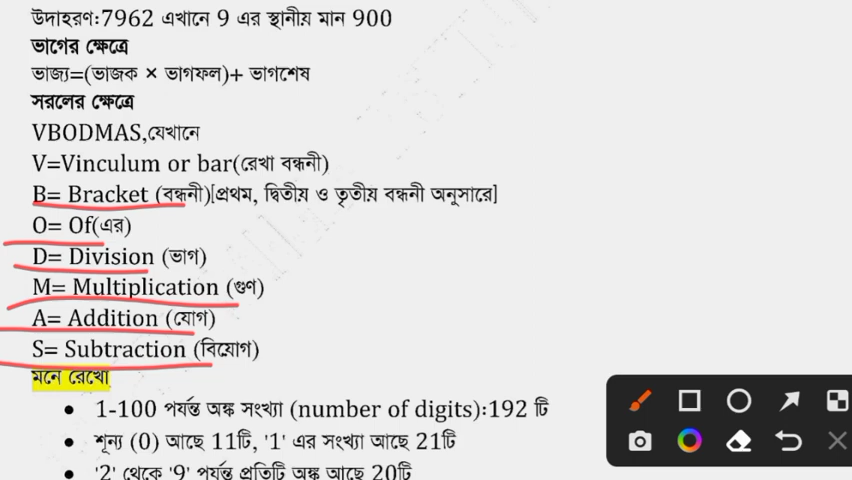 উদাহরণ:7962 এখানে 9 এর স্থানীয় মান 900
ভাগের ক্ষেত্রে
ভাজ্য=(ভাজক × ভাগফল)+ ভাগশেষ
সরলের ক্ষেত্রে
VBODMAS,যেখানে
V=Vinculum or bar(রেখা বন্ধনী)
B= Bracket (বন্ধনী)[প্রথম, দ্বিতীয় ও তৃতীয় বন্ধনী অনুসারে]
O= Of(এর)
D= Division (ভাগ)
M= Multiplication (গুণ)
A= Addition (যোগ)
S= Subtraction (বিয়োগ)
মনে রেখো
• 1-100 পর্যন্ত অঙ্ক সংখ্যা (number of digits):192 টি
• শূন্য (0) আছে 11টি, '1' এর সংখ্যা আছে 21টি
• '2' থেকে '9' পর্যন্ত প্রতিটি অঙ্ক আছে 20টি